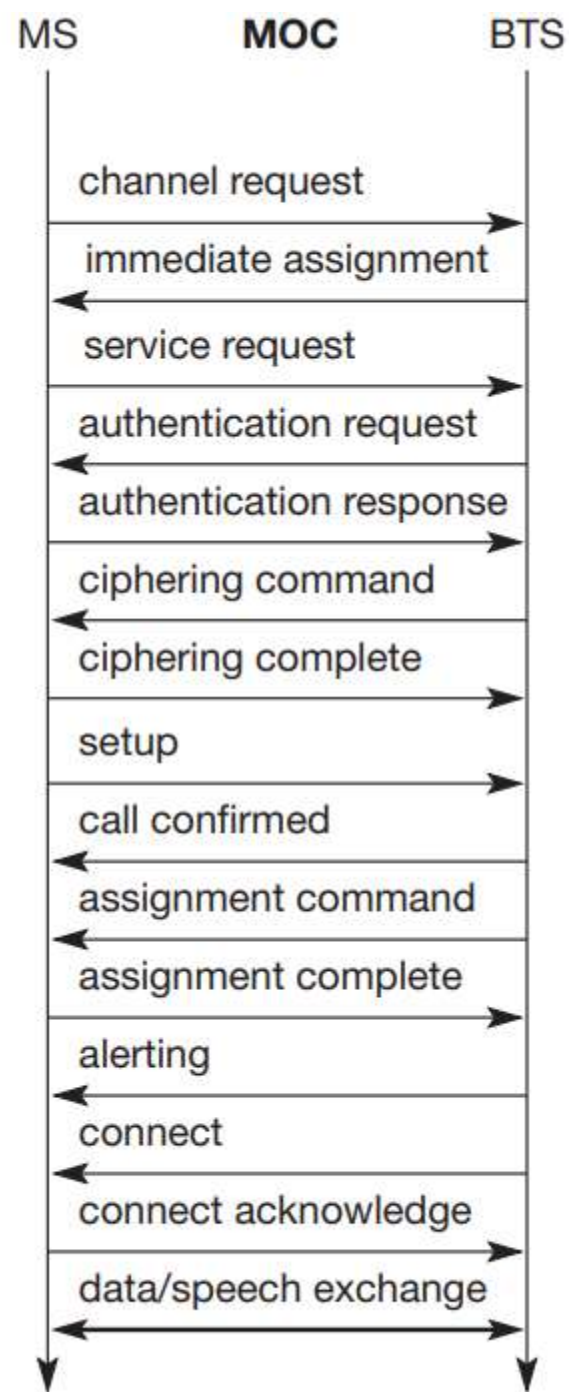 MS MOC BTS
channel request
immediate assignment
service request
authentication request
authentication response
ciphering command
ciphering complete
setup
call confirmed
assignment command
assignment complete
alerting
connect
connect acknowledge
data/speech exchange